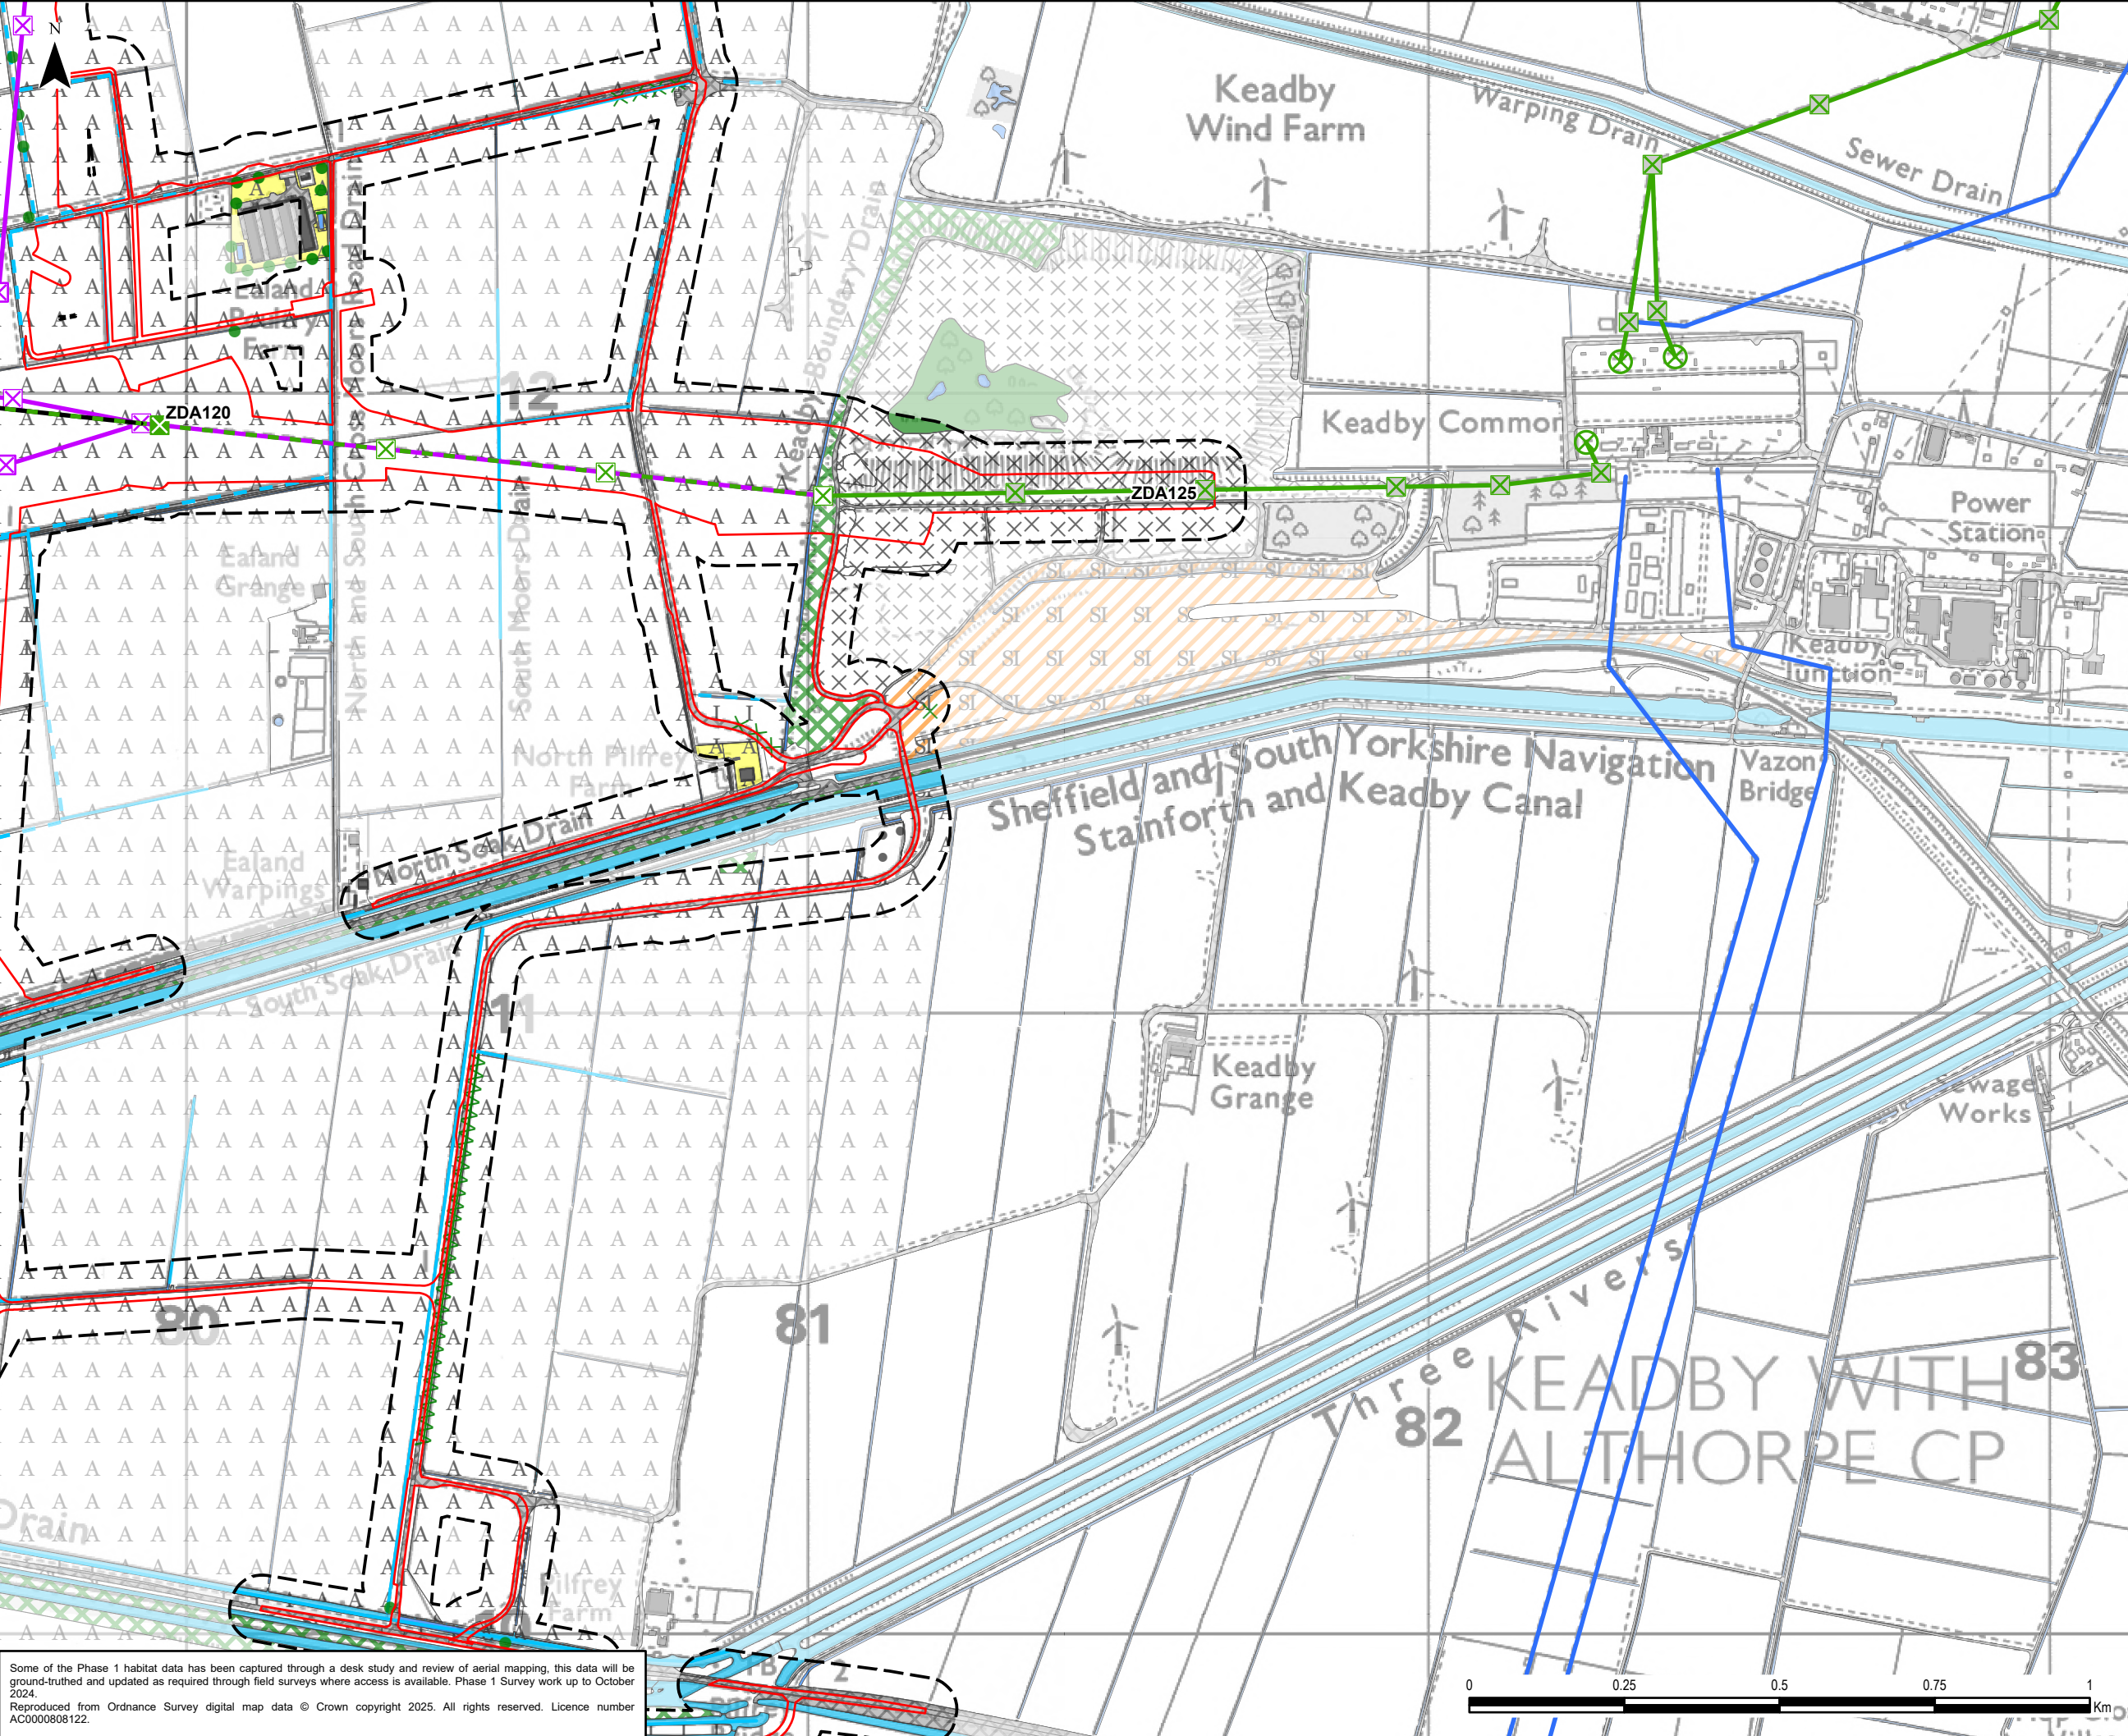 N
Keadby
Wind Farm
Warping Drain
Sewer Drain
Keadby Boundary Drain
Ealand
Poultry
Farm
North and South Cross Moors Road Drain
12
ZDA120
Keadby Common
ZDA125
Power
Station
Ealand
Grange
South Moors Drain
Keadby
Junction
North Pilfrey
Farm
Sheffield and South Yorkshire Navigation
Stainforth and Keadby Canal
Vazon
Bridge
North Soak Drain
Ealand
Warpings
South Soak Drain
11
Keadby
Grange
Sewage
Works
80
81
Three Rivers
82
83
KEADBY WITH
ALTHORPE CP
Drain
Pilfrey
Farm
10
2
0 0.25 0.5 0.75 1
Km
Some of the Phase 1 habitat data has been captured through a desk study and review of aerial mapping, this data will be
ground-truthed and updated as required through field surveys where access is available. Phase 1 Survey work up to October
2024.
Reproduced from Ordnance Survey digital map data © Crown copyright 2025. All rights reserved. Licence number
AC0000808122.